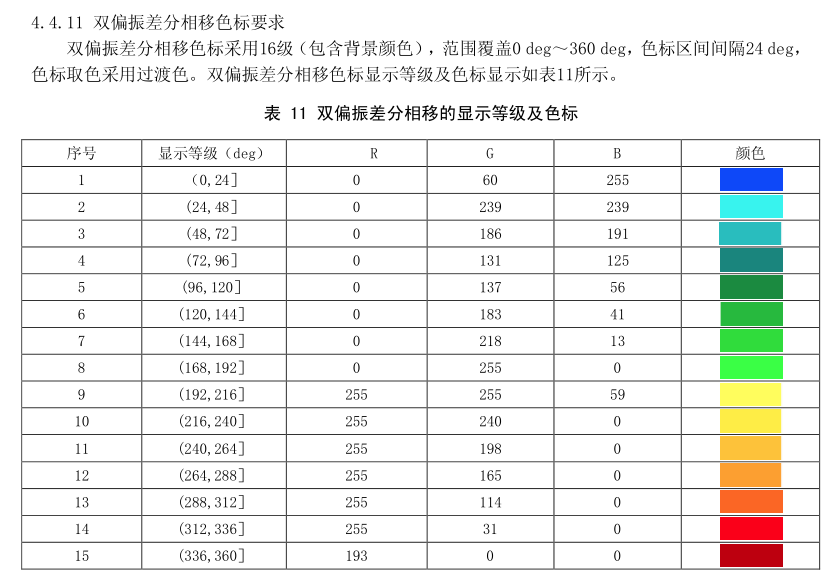 4.4.11 双偏振差分相移色标要求
双偏振差分相移色标采用16级（包含背景颜色），范围覆盖0 deg～360 deg，色标区间间隔24 deg，
色标取色采用过渡色。双偏振差分相移色标显示等级及色标显示如表11所示。
表 11 双偏振差分相移的显示等级及色标
序号 显示等级（deg） R G B 颜色
1 （0,24］ 0 60 255
2 (24,48］ 0 239 239
3 (48,72］ 0 186 191
4 (72,96］ 0 131 125
5 (96,120］ 0 137 56
6 (120,144］ 0 183 41
7 (144,168］ 0 218 13
8 (168,192］ 0 255 0
9 (192,216］ 255 255 59
10 (216,240］ 255 240 0
11 (240,264］ 255 198 0
12 (264,288］ 255 165 0
13 (288,312］ 255 114 0
14 (312,336］ 255 31 0
15 (336,360］ 193 0 0